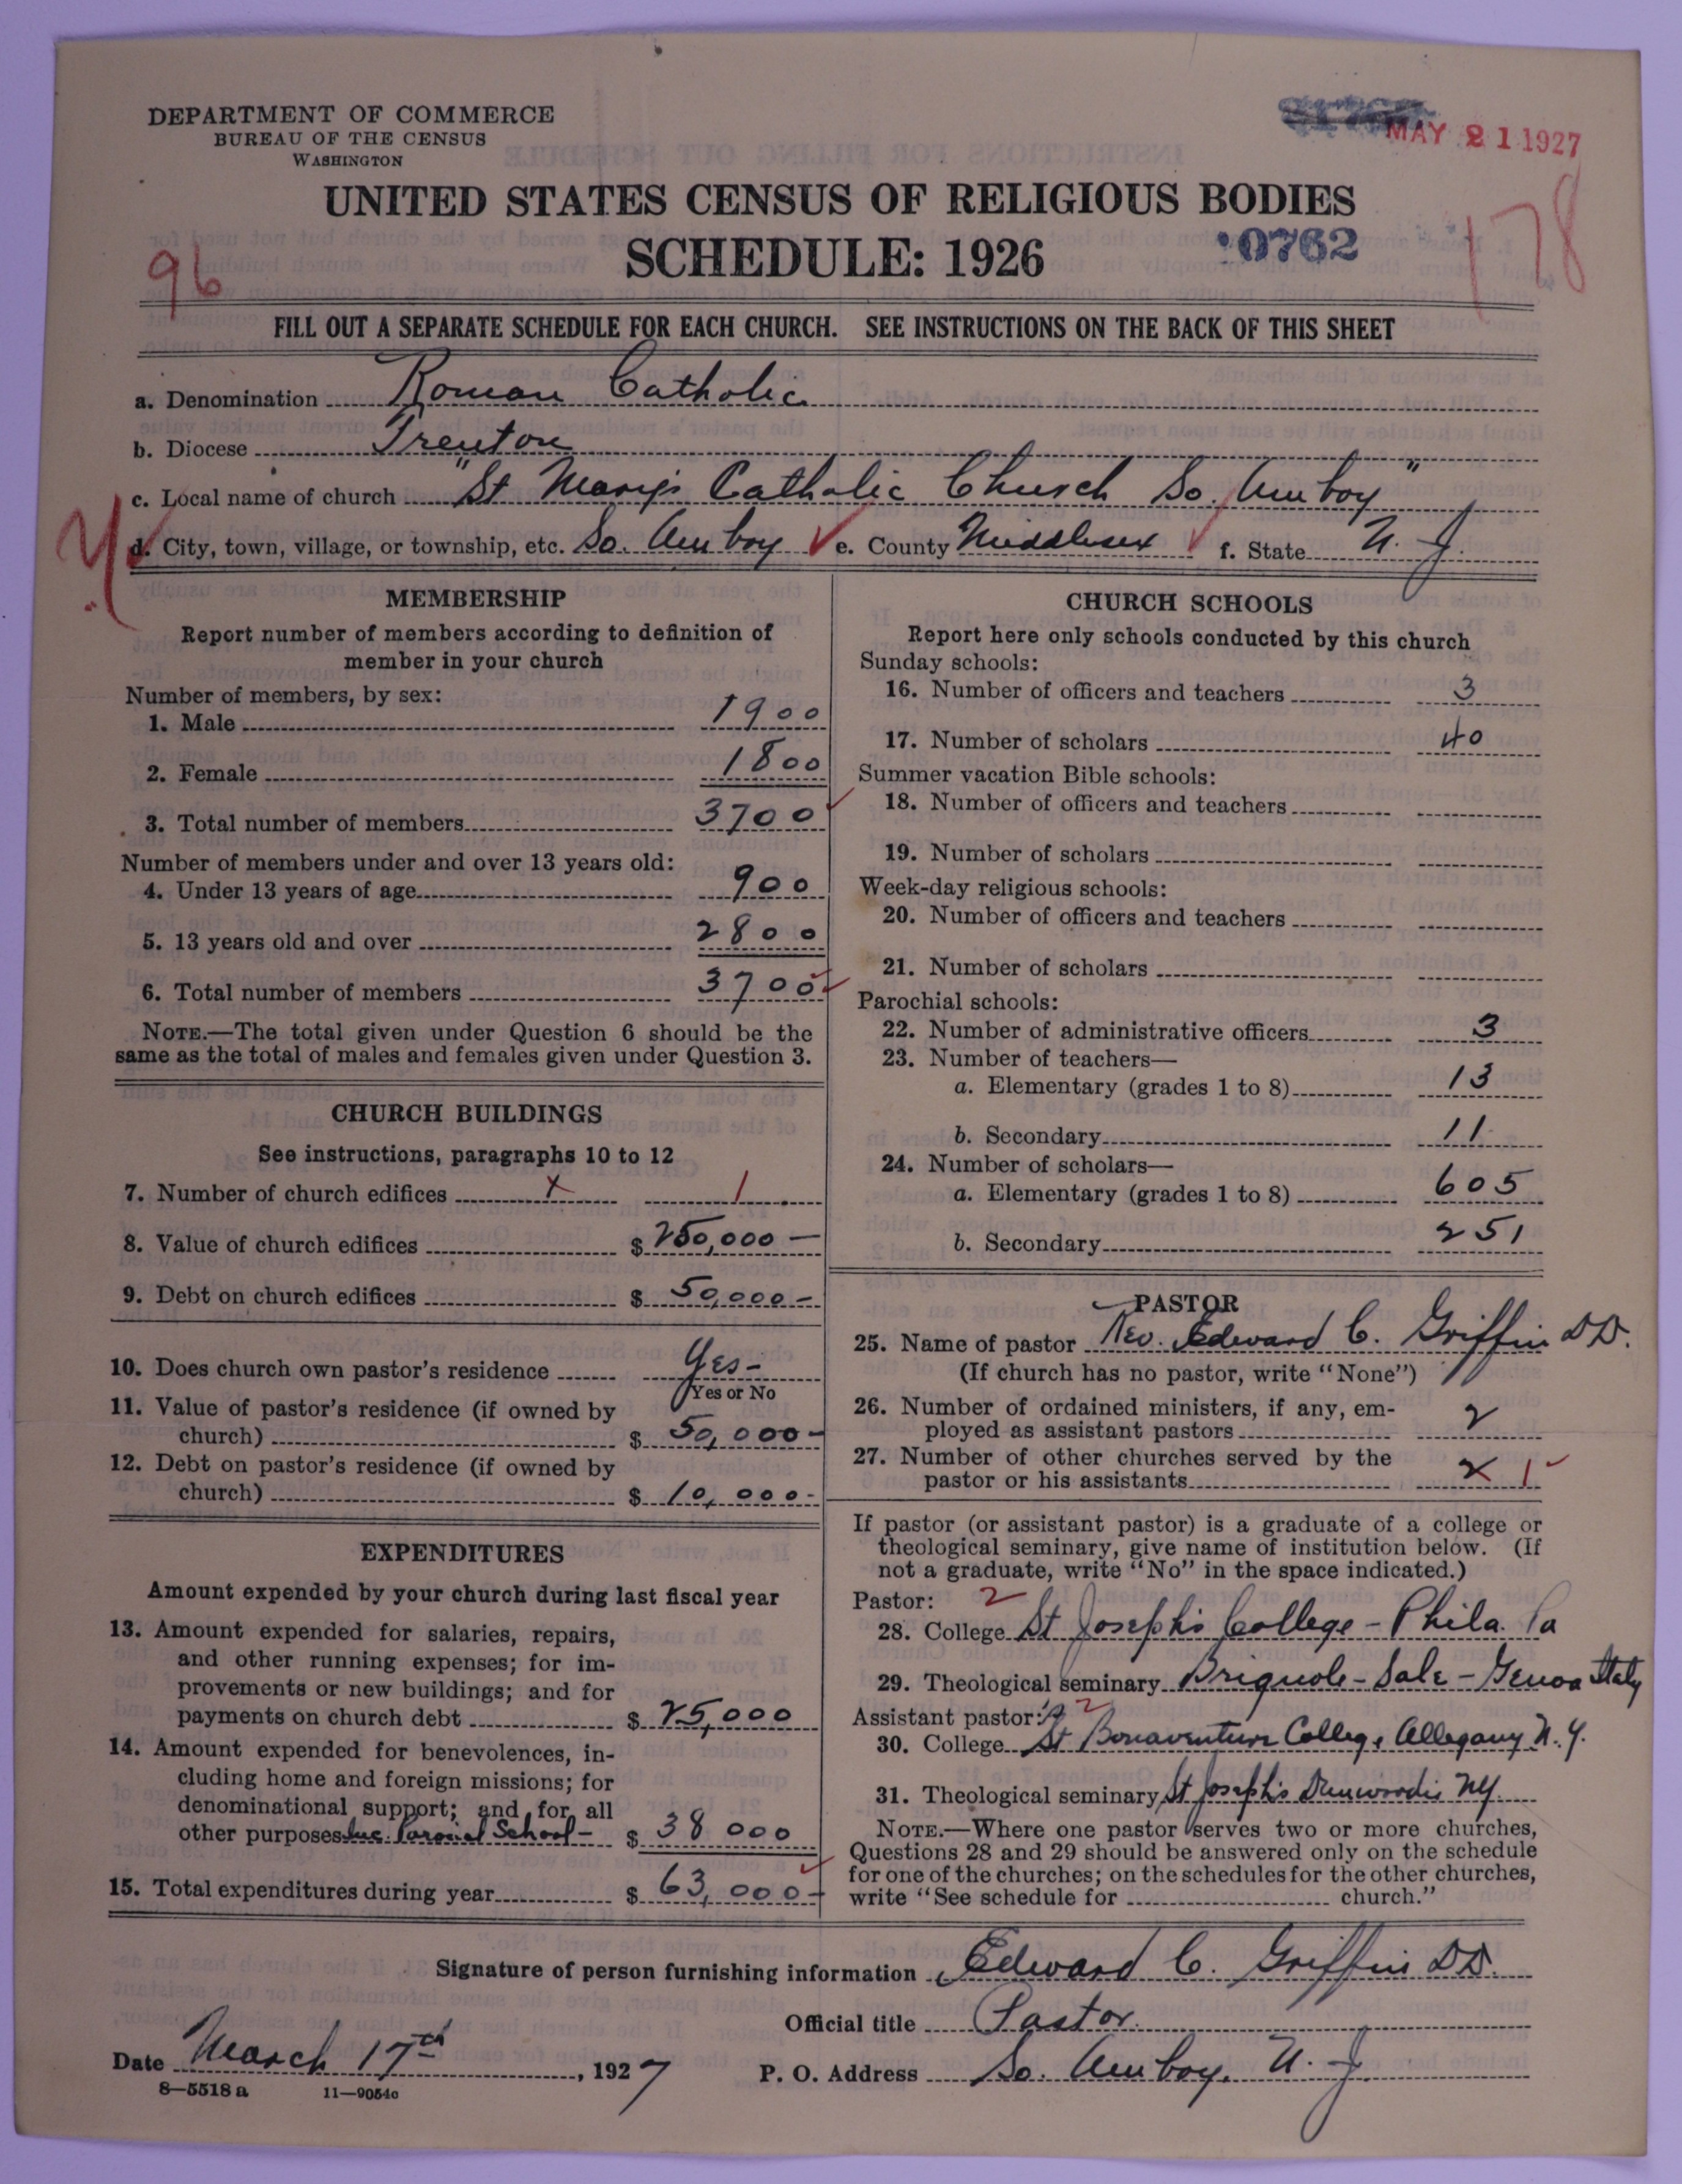 DEPARTMENT OF COMMERCE
BUREAU OF THE CENSUS
WASHINGTON
MAY 21 1927
UNITED STATES CENSUS OF RELIGIOUS BODIES
SCHEDULE: 1926
0762
178
96
FILL OUT A SEPARATE SCHEDULE FOR EACH CHURCH. SEE INSTRUCTIONS ON THE BACK OF THIS SHEET
a. Denomination Roman Catholic
b. Diocese Trenton
c. Local name of church "St Mary's Catholic Church So. Amboy"
d. City, town, village, or township, etc. So. Amboy e. County Middlesex f. State N. J.
MEMBERSHIP
Report number of members according to definition of
member in your church
Number of members, by sex:
1. Male 1900
2. Female 1800
3. Total number of members 3700
Number of members under and over 13 years old:
4. Under 13 years of age 900
5. 13 years old and over 2800
6. Total number of members 3700
NOTE.—The total given under Question 6 should be the
same as the total of males and females given under Question 3.
CHURCH BUILDINGS
See instructions, paragraphs 10 to 12
7. Number of church edifices x 1
8. Value of church edifices $ 250,000 —
9. Debt on church edifices $ 50,000 —
10. Does church own pastor's residence Yes —
Yes or No
11. Value of pastor's residence (if owned by
church) $ 50,000 -
12. Debt on pastor's residence (if owned by
church) $ 10,000 -
EXPENDITURES
Amount expended by your church during last fiscal year
13. Amount expended for salaries, repairs,
and other running expenses; for im-
provements or new buildings; and for
payments on church debt $ 25,000
14. Amount expended for benevolences, in-
cluding home and foreign missions; for
denominational support; and for all
other purposes Inc. Paroial School — $ 38 000
15. Total expenditures during year $ 63,000 -
CHURCH SCHOOLS
Report here only schools conducted by this church
Sunday schools:
16. Number of officers and teachers 3
17. Number of scholars 40
Summer vacation Bible schools:
18. Number of officers and teachers
19. Number of scholars
Week-day religious schools:
20. Number of officers and teachers
21. Number of scholars
Parochial schools:
22. Number of administrative officers 3
23. Number of teachers—
a. Elementary (grades 1 to 8) 13
b. Secondary 11
24. Number of scholars—
a. Elementary (grades 1 to 8) 605
b. Secondary 251
PASTOR
25. Name of pastor Rev. Edward C. Griffin D.D.
(If church has no pastor, write "None")
26. Number of ordained ministers, if any, em-
ployed as assistant pastors 2
27. Number of other churches served by the
pastor or his assistants x 1
If pastor (or assistant pastor) is a graduate of a college or
theological seminary, give name of institution below. (If
not a graduate, write "No" in the space indicated.)
Pastor: 2
28. College St Joseph's College - Phila. Pa
29. Theological seminary Brignole - Sale - Genoa Italy
Assistant pastor: 2
30. College St Bonaventure College Allegany N. Y.
31. Theological seminary St Joseph's Dunwoodie NY.
NOTE.—Where one pastor serves two or more churches,
Questions 28 and 29 should be answered only on the schedule
for one of the churches; on the schedules for the other churches,
write "See schedule for church."
Signature of person furnishing information Edward C. Griffin D.D.
Official title Pastor.
Date March 17th, 1927 P. O. Address So. Amboy, N. J.
8—5518 a 11—9054c